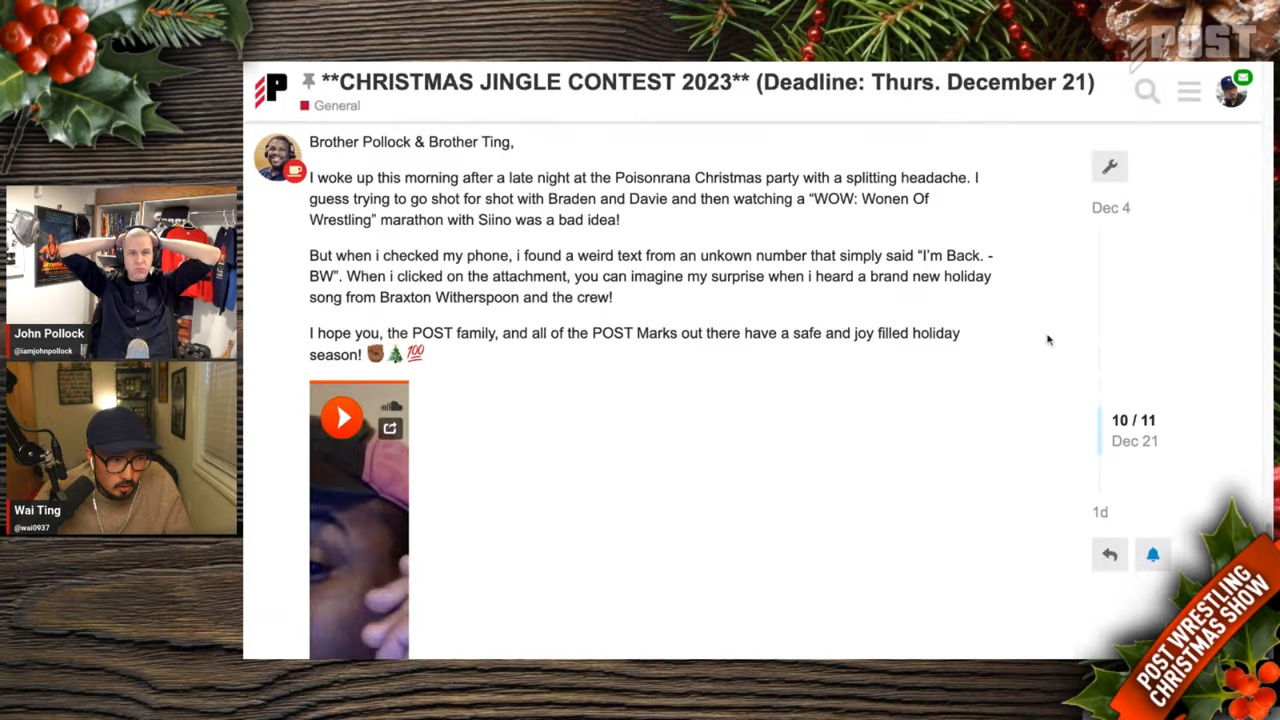 POST
**CHRISTMAS JINGLE CONTEST 2023** (Deadline: Thurs. December 21)
General
Brother Pollock & Brother Ting,
I woke up this morning after a late night at the Poisonrana Christmas party with a splitting headache. I
guess trying to go shot for shot with Braden and Davie and then watching a “WOW: Wonen Of
Wrestling” marathon with Siino was a bad idea!
But when i checked my phone, i found a weird text from an unkown number that simply said “I’m Back. -
BW”. When i clicked on the attachment, you can imagine my surprise when i heard a brand new holiday
song from Braxton Witherspoon and the crew!
I hope you, the POST family, and all of the POST Marks out there have a safe and joy filled holiday
season! ✊🏾🎄💯
Dec 4
10 / 11
Dec 21
1d
John Pollock
@iamjohnpollock
Wai Ting
@wai0937
POST WRESTLING
CHRISTMAS SHOW